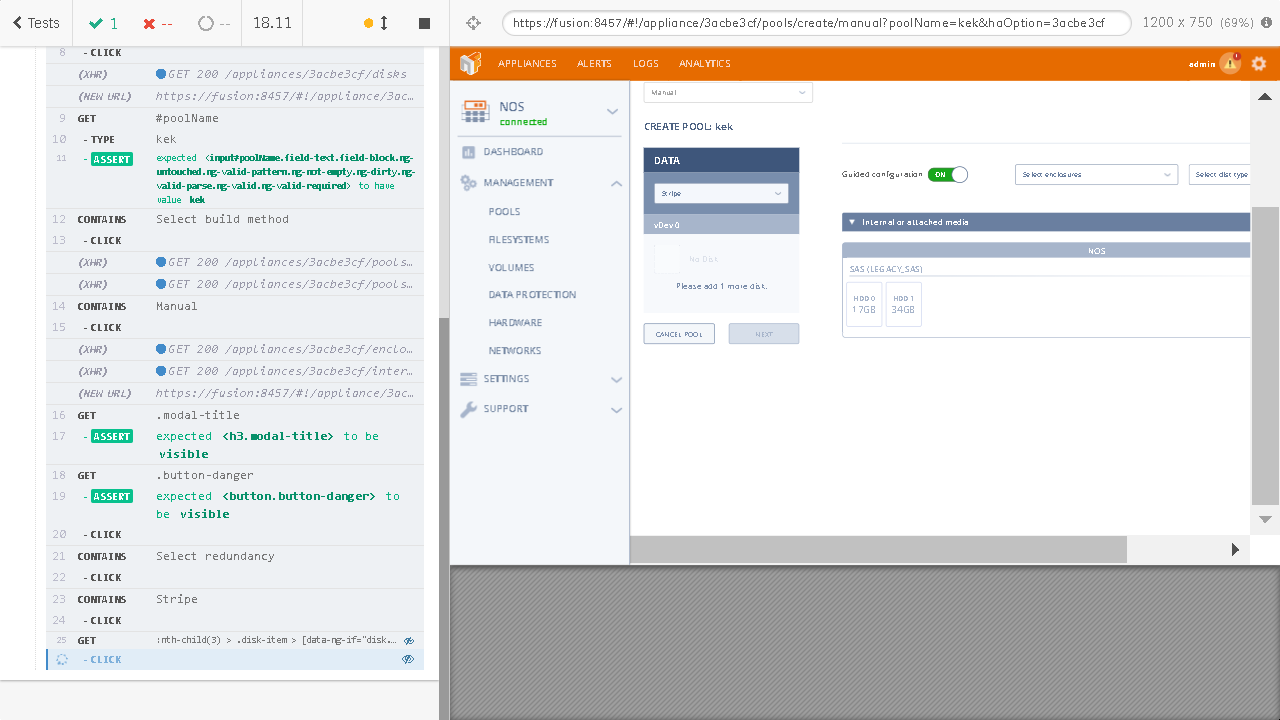 Tests
1
--
--
18.11
https://fusion:8457/#!/appliance/3acbe3cf/pools/create/manual?poolName=kek&haOption=3acbe3cf
1200 x 750 (69%)
8 - CLICK
(XHR) GET 200 /appliances/3acbe3cf/disks
(NEW URL) https://fusion:8457/#!/appliance/3ac...
9 GET #poolName
10 - TYPE kek
11 - ASSERT expected <input#poolName.field-text.field-block.ng-
untouched.ng-valid-pattern.ng-not-empty.ng-dirty.ng-
valid-parse.ng-valid.ng-valid-required> to have
value kek
12 CONTAINS Select build method
13 - CLICK
(XHR) GET 200 /appliances/3acbe3cf/pools...
(XHR) GET 200 /appliances/3acbe3cf/pools...
14 CONTAINS Manual
15 - CLICK
(XHR) GET 200 /appliances/3acbe3cf/enclo...
(XHR) GET 200 /appliances/3acbe3cf/inter...
(NEW URL) https://fusion:8457/#!/appliance/3ac...
16 GET .modal-title
17 - ASSERT expected <h3.modal-title> to be
visible
18 GET .button-danger
19 - ASSERT expected <button.button-danger> to
be visible
20 - CLICK
21 CONTAINS Select redundancy
22 - CLICK
23 CONTAINS Stripe
24 - CLICK
25 GET :nth-child(3) > .disk-item > [data-ng-if="disk...
- CLICK
APPLIANCES
ALERTS
LOGS
ANALYTICS
admin
NOS
connected
DASHBOARD
MANAGEMENT
POOLS
FILESYSTEMS
VOLUMES
DATA PROTECTION
HARDWARE
NETWORKS
SETTINGS
SUPPORT
Manual
CREATE POOL: kek
DATA
Stripe
vDev 0
No Disk
Please add 1 more disk.
CANCEL POOL
NEXT
Guided configuration
ON
Select enclosures
Select disk type
Internal or attached media
NOS
SAS (LEGACY_SAS)
HDD 0
17GB
HDD 1
34GB